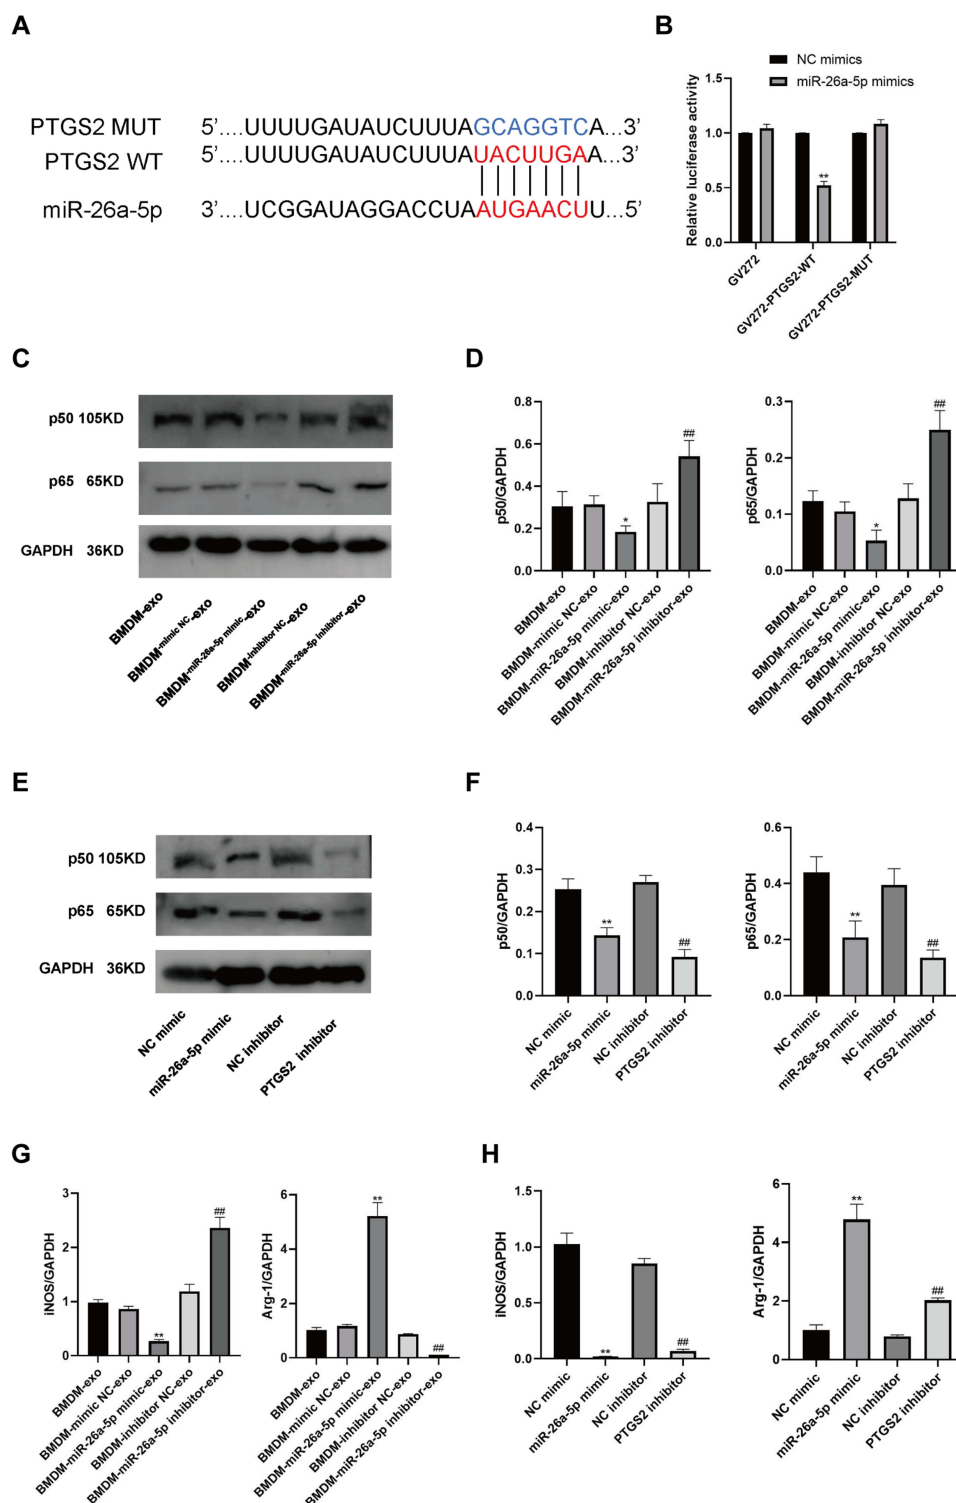 A
PTGS2 MUT 5’....UUUUGAUAUCUUUAGCAGGTCA...3’
PTGS2 WT 5’....UUUUGAUAUCUUUAUACUUGAA...3’
miR-26a-5p 3’....UCGGAUAGGACCUAAUGAACUU...5’
B
NC mimics
miR-26a-5p mimics
Relative luciferase activity
1.5
1.0
0.5
0.0
GV272
GV272-PTGS2-WT
GV272-PTGS2-MUT
**
C
p50 105KD
p65 65KD
GAPDH 36KD
BMDM-exo
BMDM-mimic NC-exo
BMDM-miR-26a-5p mimic-exo
BMDM-inhibitor NC-exo
BMDM-miR-26a-5p inhibitor-exo
D
p50/GAPDH
0.8
0.6
0.4
0.2
0.0
*
##
BMDM-exo
BMDM-mimic NC-exo
BMDM-miR-26a-5p mimic-exo
BMDM-inhibitor NC-exo
BMDM-miR-26a-5p inhibitor-exo
p65/GAPDH
0.3
0.2
0.1
0.0
*
##
BMDM-exo
BMDM-mimic NC-exo
BMDM-miR-26a-5p mimic-exo
BMDM-inhibitor NC-exo
BMDM-miR-26a-5p inhibitor-exo
E
p50 105KD
p65 65KD
GAPDH 36KD
NC mimic
miR-26a-5p mimic
NC inhibitor
PTGS2 inhibitor
F
p50/GAPDH
0.4
0.3
0.2
0.1
0.0
**
##
NC mimic
miR-26a-5p mimic
NC inhibitor
PTGS2 inhibitor
p65/GAPDH
0.6
0.4
0.2
0.0
**
##
NC mimic
miR-26a-5p mimic
NC inhibitor
PTGS2 inhibitor
G
iNOS/GAPDH
3
2
1
0
**
##
BMDM-exo
BMDM-mimic NC-exo
BMDM-miR-26a-5p mimic-exo
BMDM-inhibitor NC-exo
BMDM-miR-26a-5p inhibitor-exo
Arg-1/GAPDH
6
4
2
0
**
##
BMDM-exo
BMDM-mimic NC-exo
BMDM-miR-26a-5p mimic-exo
BMDM-inhibitor NC-exo
BMDM-miR-26a-5p inhibitor-exo
H
iNOS/GAPDH
1.5
1.0
0.5
0.0
**
##
NC mimic
miR-26a-5p mimic
NC inhibitor
PTGS2 inhibitor
Arg-1/GAPDH
6
4
2
0
**
##
NC mimic
miR-26a-5p mimic
NC inhibitor
PTGS2 inhibitor